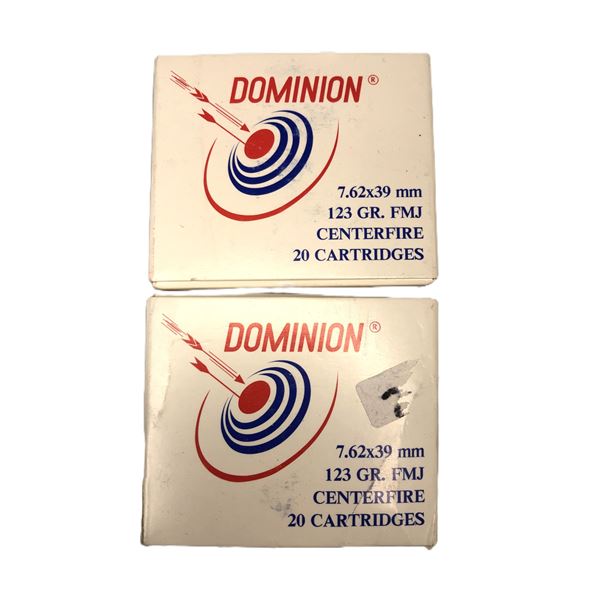 DOMINION®
7.62x39 mm
123 GR. FMJ
CENTERFIRE
20 CARTRIDGES
DOMINION®
7.62x39 mm
123 GR. FMJ
CENTERFIRE
20 CARTRIDGES